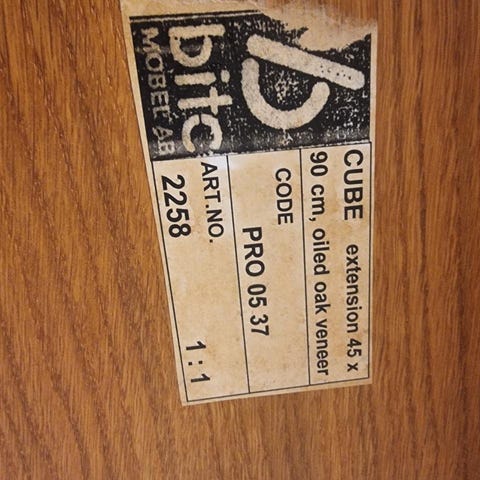 bitc
MÖBEL AB
CUBE extension 45 x
90 cm, oiled oak veneer
CODE
PRO 05 37
ART.NO.
2258
1 : 1